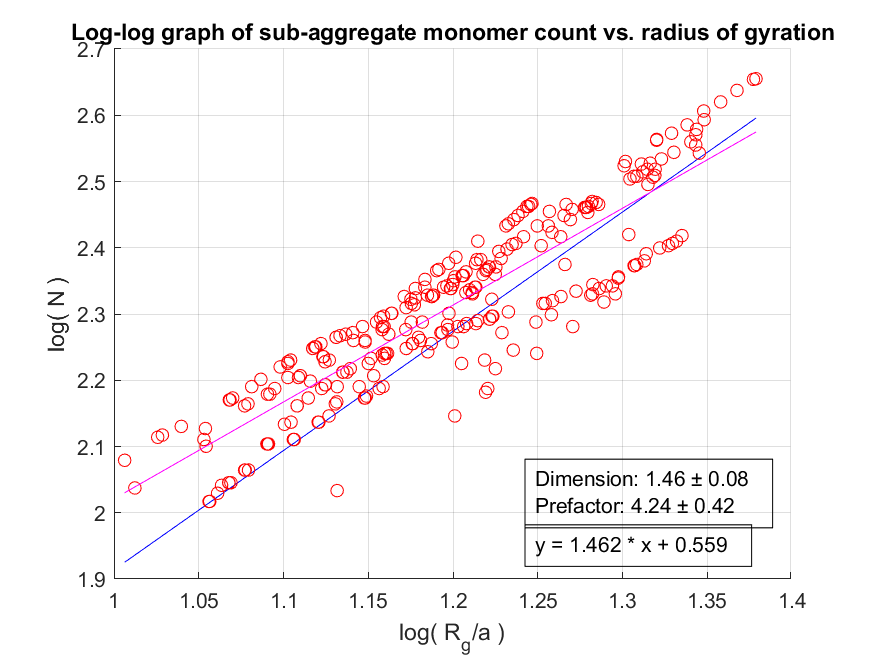 Log-log graph of sub-aggregate monomer count vs. radius of gyration
log( N )
2.7
2.6
2.5
2.4
2.3
2.2
2.1
2
1.9
Dimension: 1.46 ± 0.08
Prefactor: 4.24 ± 0.42
y = 1.462 * x + 0.559
1 1.05 1.1 1.15 1.2 1.25 1.3 1.35 1.4
log( R_g/a )